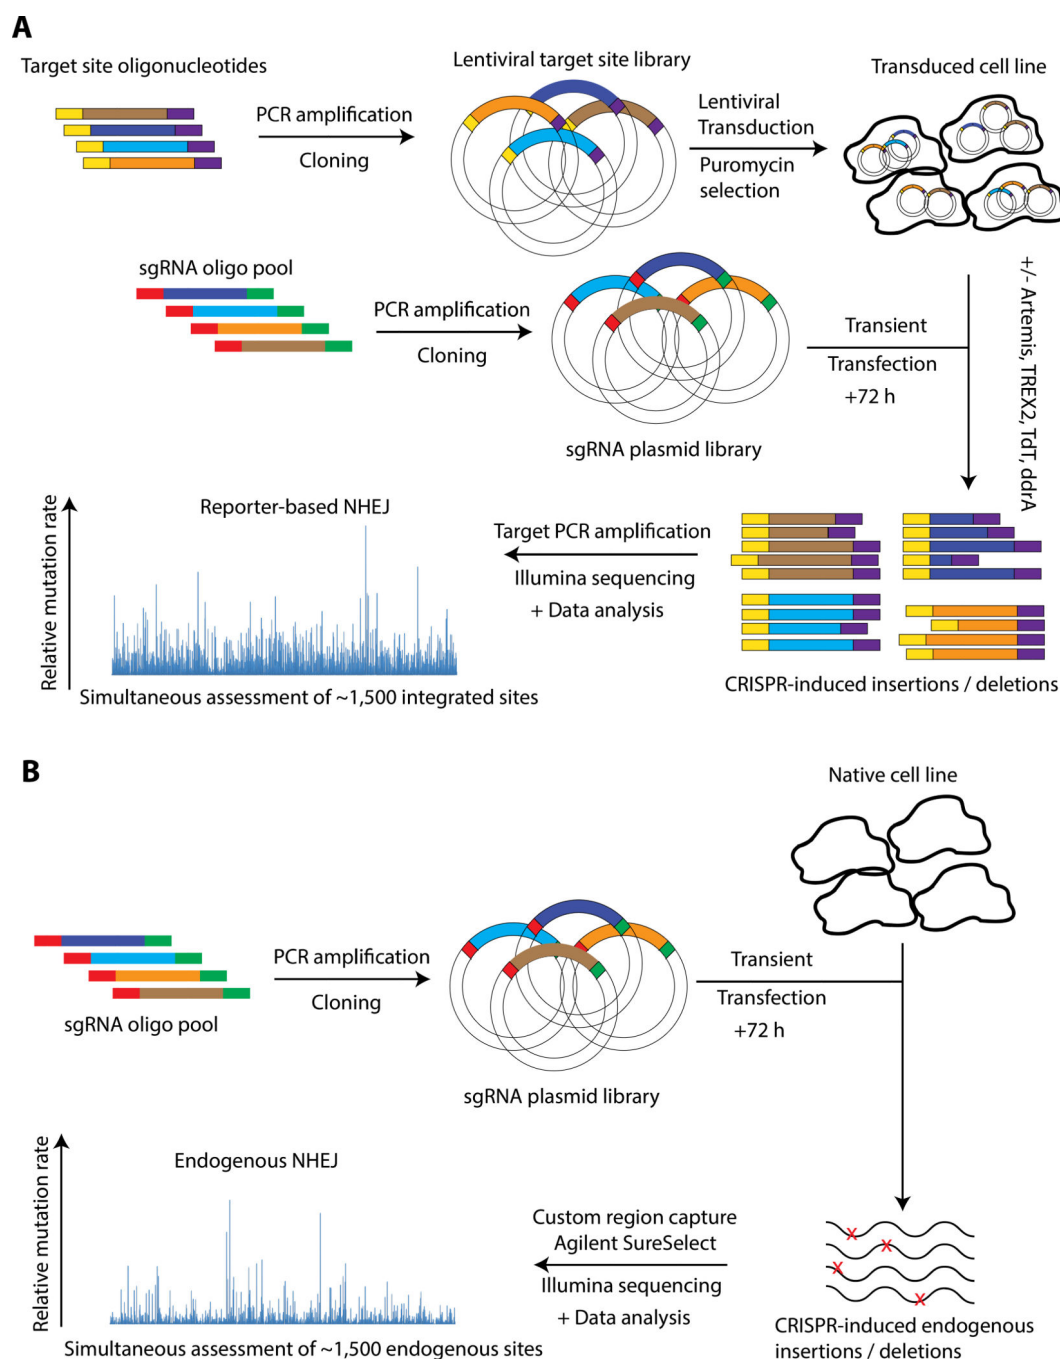 A
Target site oligonucleotides
PCR amplification
Cloning
Lentiviral target site library
Lentiviral
Transduction
Puromycin
selection
Transduced cell line
sgRNA oligo pool
PCR amplification
Cloning
sgRNA plasmid library
Transient
Transfection
+72 h
+/- Artemis, TREX2, TdT, ddrA
Relative mutation rate
Reporter-based NHEJ
Simultaneous assessment of ~1,500 integrated sites
Target PCR amplification
Illumina sequencing
+ Data analysis
CRISPR-induced insertions / deletions
B
Native cell line
sgRNA oligo pool
PCR amplification
Cloning
sgRNA plasmid library
Transient
Transfection
+72 h
Relative mutation rate
Endogenous NHEJ
Simultaneous assessment of ~1,500 endogenous sites
Custom region capture
Agilent SureSelect
Illumina sequencing
+ Data analysis
CRISPR-induced endogenous
insertions / deletions